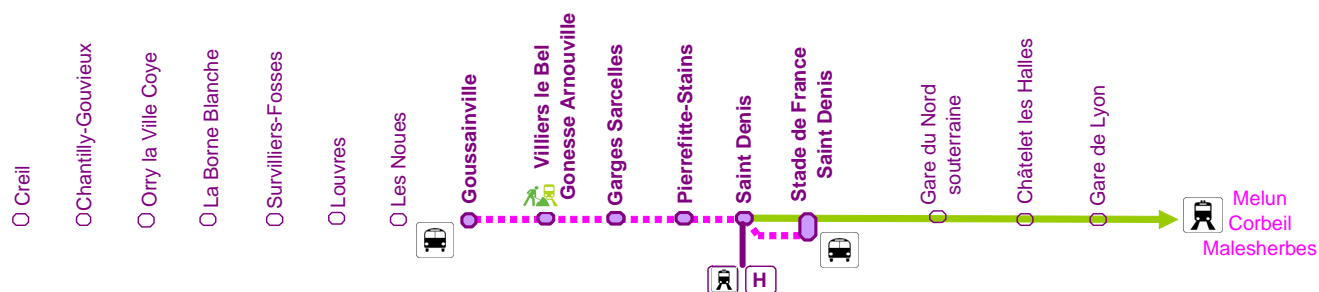 Creil
Chantilly-Gouvieux
Orry la Ville Coye
La Borne Blanche
Survilliers-Fosses
Louvres
Les Noues
Goussainville
Villiers le Bel
Gonesse Arnouville
Garges Sarcelles
Pierrefitte-Stains
Saint Denis
Stade de France
Saint Denis
Gare du Nord
souterraine
Châtelet les Halles
Gare de Lyon
Melun
Corbeil
Malesherbes
H